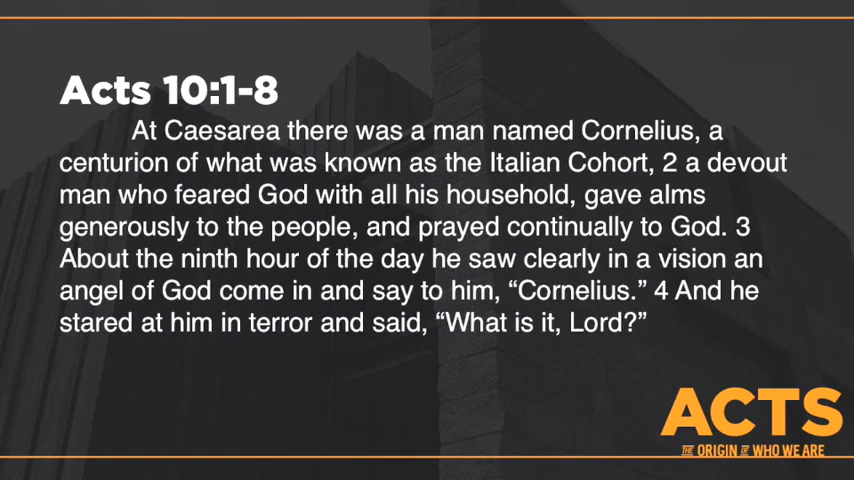 Acts 10:1-8
At Caesarea there was a man named Cornelius, a
centurion of what was known as the Italian Cohort, 2 a devout
man who feared God with all his household, gave alms
generously to the people, and prayed continually to God. 3
About the ninth hour of the day he saw clearly in a vision an
angel of God come in and say to him, “Cornelius.” 4 And he
stared at him in terror and said, “What is it, Lord?”
ACTS
THE ORIGIN OF WHO WE ARE